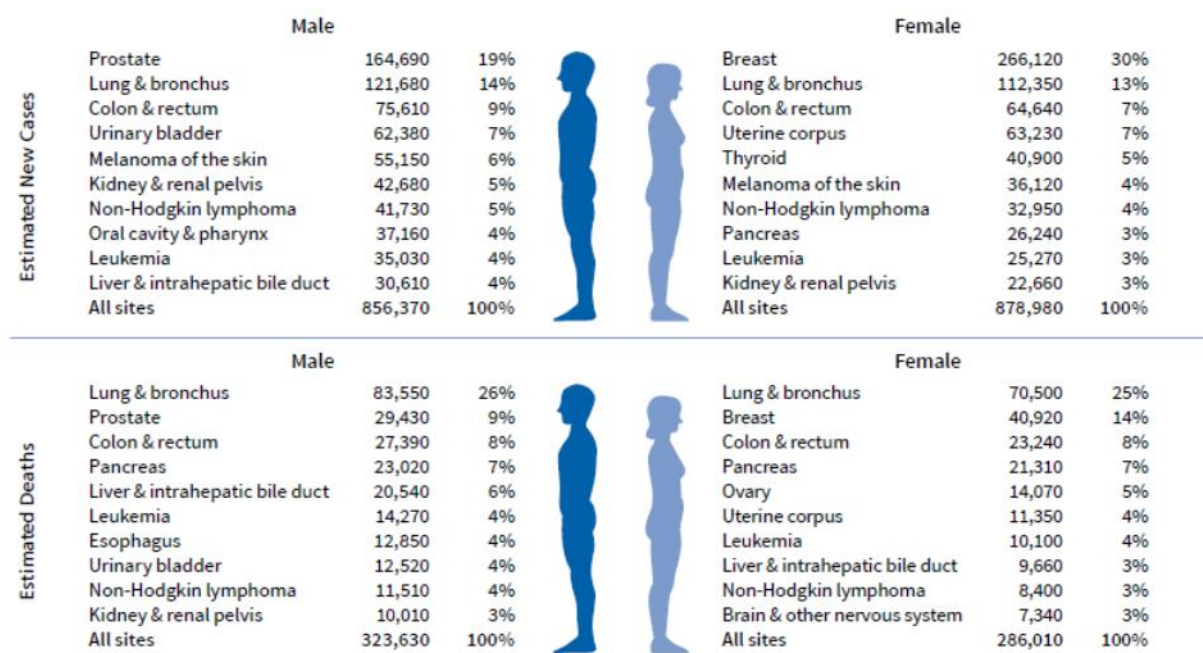 Male
Female
Estimated New Cases
Prostate 164,690 19%
Lung & bronchus 121,680 14%
Colon & rectum 75,610 9%
Urinary bladder 62,380 7%
Melanoma of the skin 55,150 6%
Kidney & renal pelvis 42,680 5%
Non-Hodgkin lymphoma 41,730 5%
Oral cavity & pharynx 37,160 4%
Leukemia 35,030 4%
Liver & intrahepatic bile duct 30,610 4%
All sites 856,370 100%
Breast 266,120 30%
Lung & bronchus 112,350 13%
Colon & rectum 64,640 7%
Uterine corpus 63,230 7%
Thyroid 40,900 5%
Melanoma of the skin 36,120 4%
Non-Hodgkin lymphoma 32,950 4%
Pancreas 26,240 3%
Leukemia 25,270 3%
Kidney & renal pelvis 22,660 3%
All sites 878,980 100%
Male
Female
Estimated Deaths
Lung & bronchus 83,550 26%
Prostate 29,430 9%
Colon & rectum 27,390 8%
Pancreas 23,020 7%
Liver & intrahepatic bile duct 20,540 6%
Leukemia 14,270 4%
Esophagus 12,850 4%
Urinary bladder 12,520 4%
Non-Hodgkin lymphoma 11,510 4%
Kidney & renal pelvis 10,010 3%
All sites 323,630 100%
Lung & bronchus 70,500 25%
Breast 40,920 14%
Colon & rectum 23,240 8%
Pancreas 21,310 7%
Ovary 14,070 5%
Uterine corpus 11,350 4%
Leukemia 10,100 4%
Liver & intrahepatic bile duct 9,660 3%
Non-Hodgkin lymphoma 8,400 3%
Brain & other nervous system 7,340 3%
All sites 286,010 100%